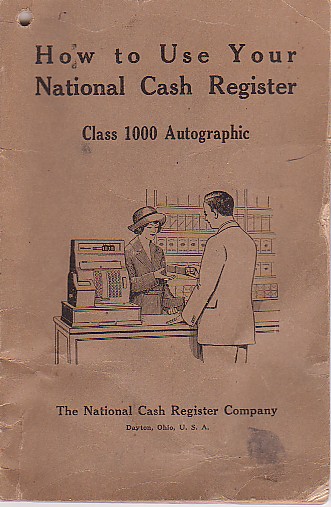 How to Use Your
National Cash Register
Class 1000 Autographic
The National Cash Register Company
Dayton, Ohio, U. S. A.